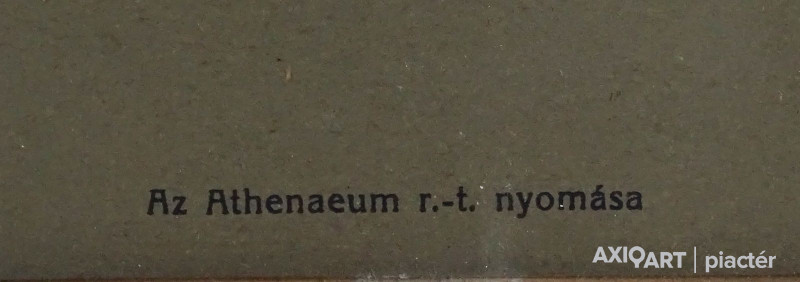 Az Athenaeum r.-t. nyomása
AXIOART | piactér